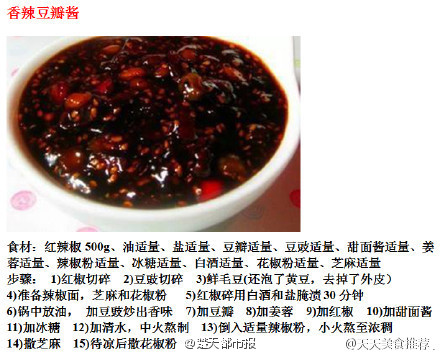 香辣豆瓣酱
食材：红辣椒500g、油适量、盐适量、豆瓣适量、豆豉适量、甜面酱适量、姜
蓉适量、辣椒粉适量、冰糖适量、白酒适量、花椒粉适量、芝麻适量
步骤： 1)红椒切碎 2)豆豉切碎 3)鲜毛豆(还泡了黄豆，去掉了外皮)
4)准备辣椒面，芝麻和花椒粉 5)红椒碎用白酒和盐腌渍30分钟
6)锅中放油， 加豆豉炒出香味 7)加豆瓣 8)加姜蓉 9)加红椒 10)加甜面酱
11)加冰糖 12)加清水，中火熬制 13)倒入适量辣椒粉，小火熬至浓稠
14)撒芝麻 15)待凉后撒花椒粉 @楚天都市报 @天天美食推荐